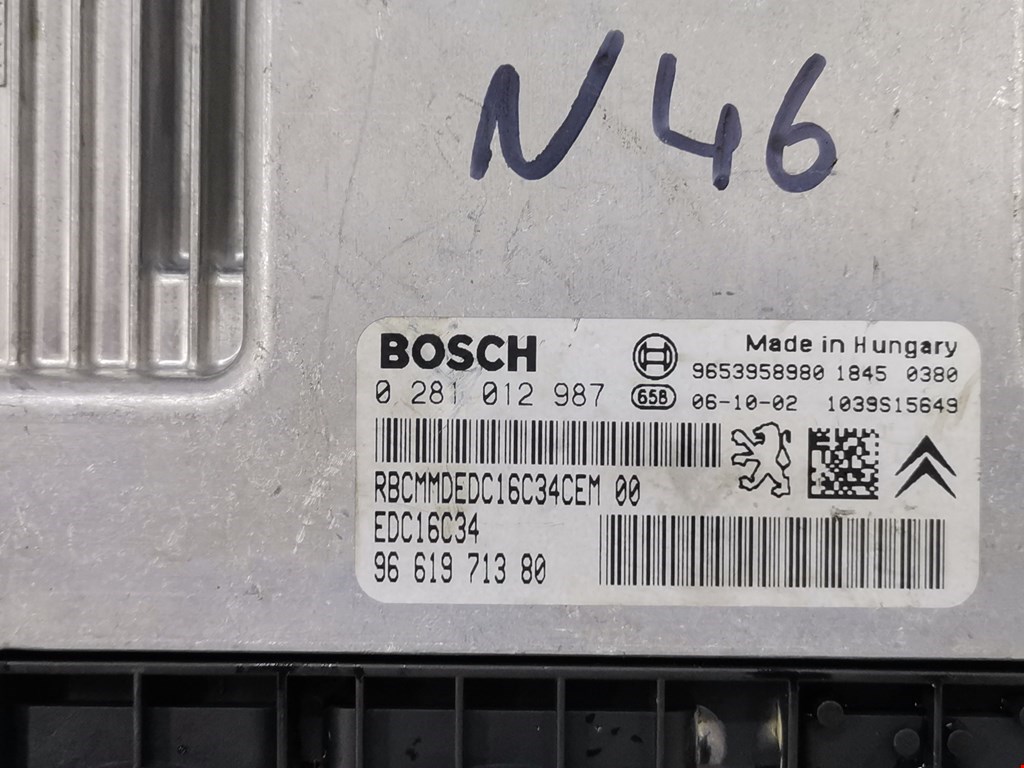 N46
BOSCH
0 281 012 987
658
Made in Hungary
9653958980 1845 0380
06-10-02 1039S15649
RBCMMDEDC16C34CEM 00
EDC16C34
96 619 713 80